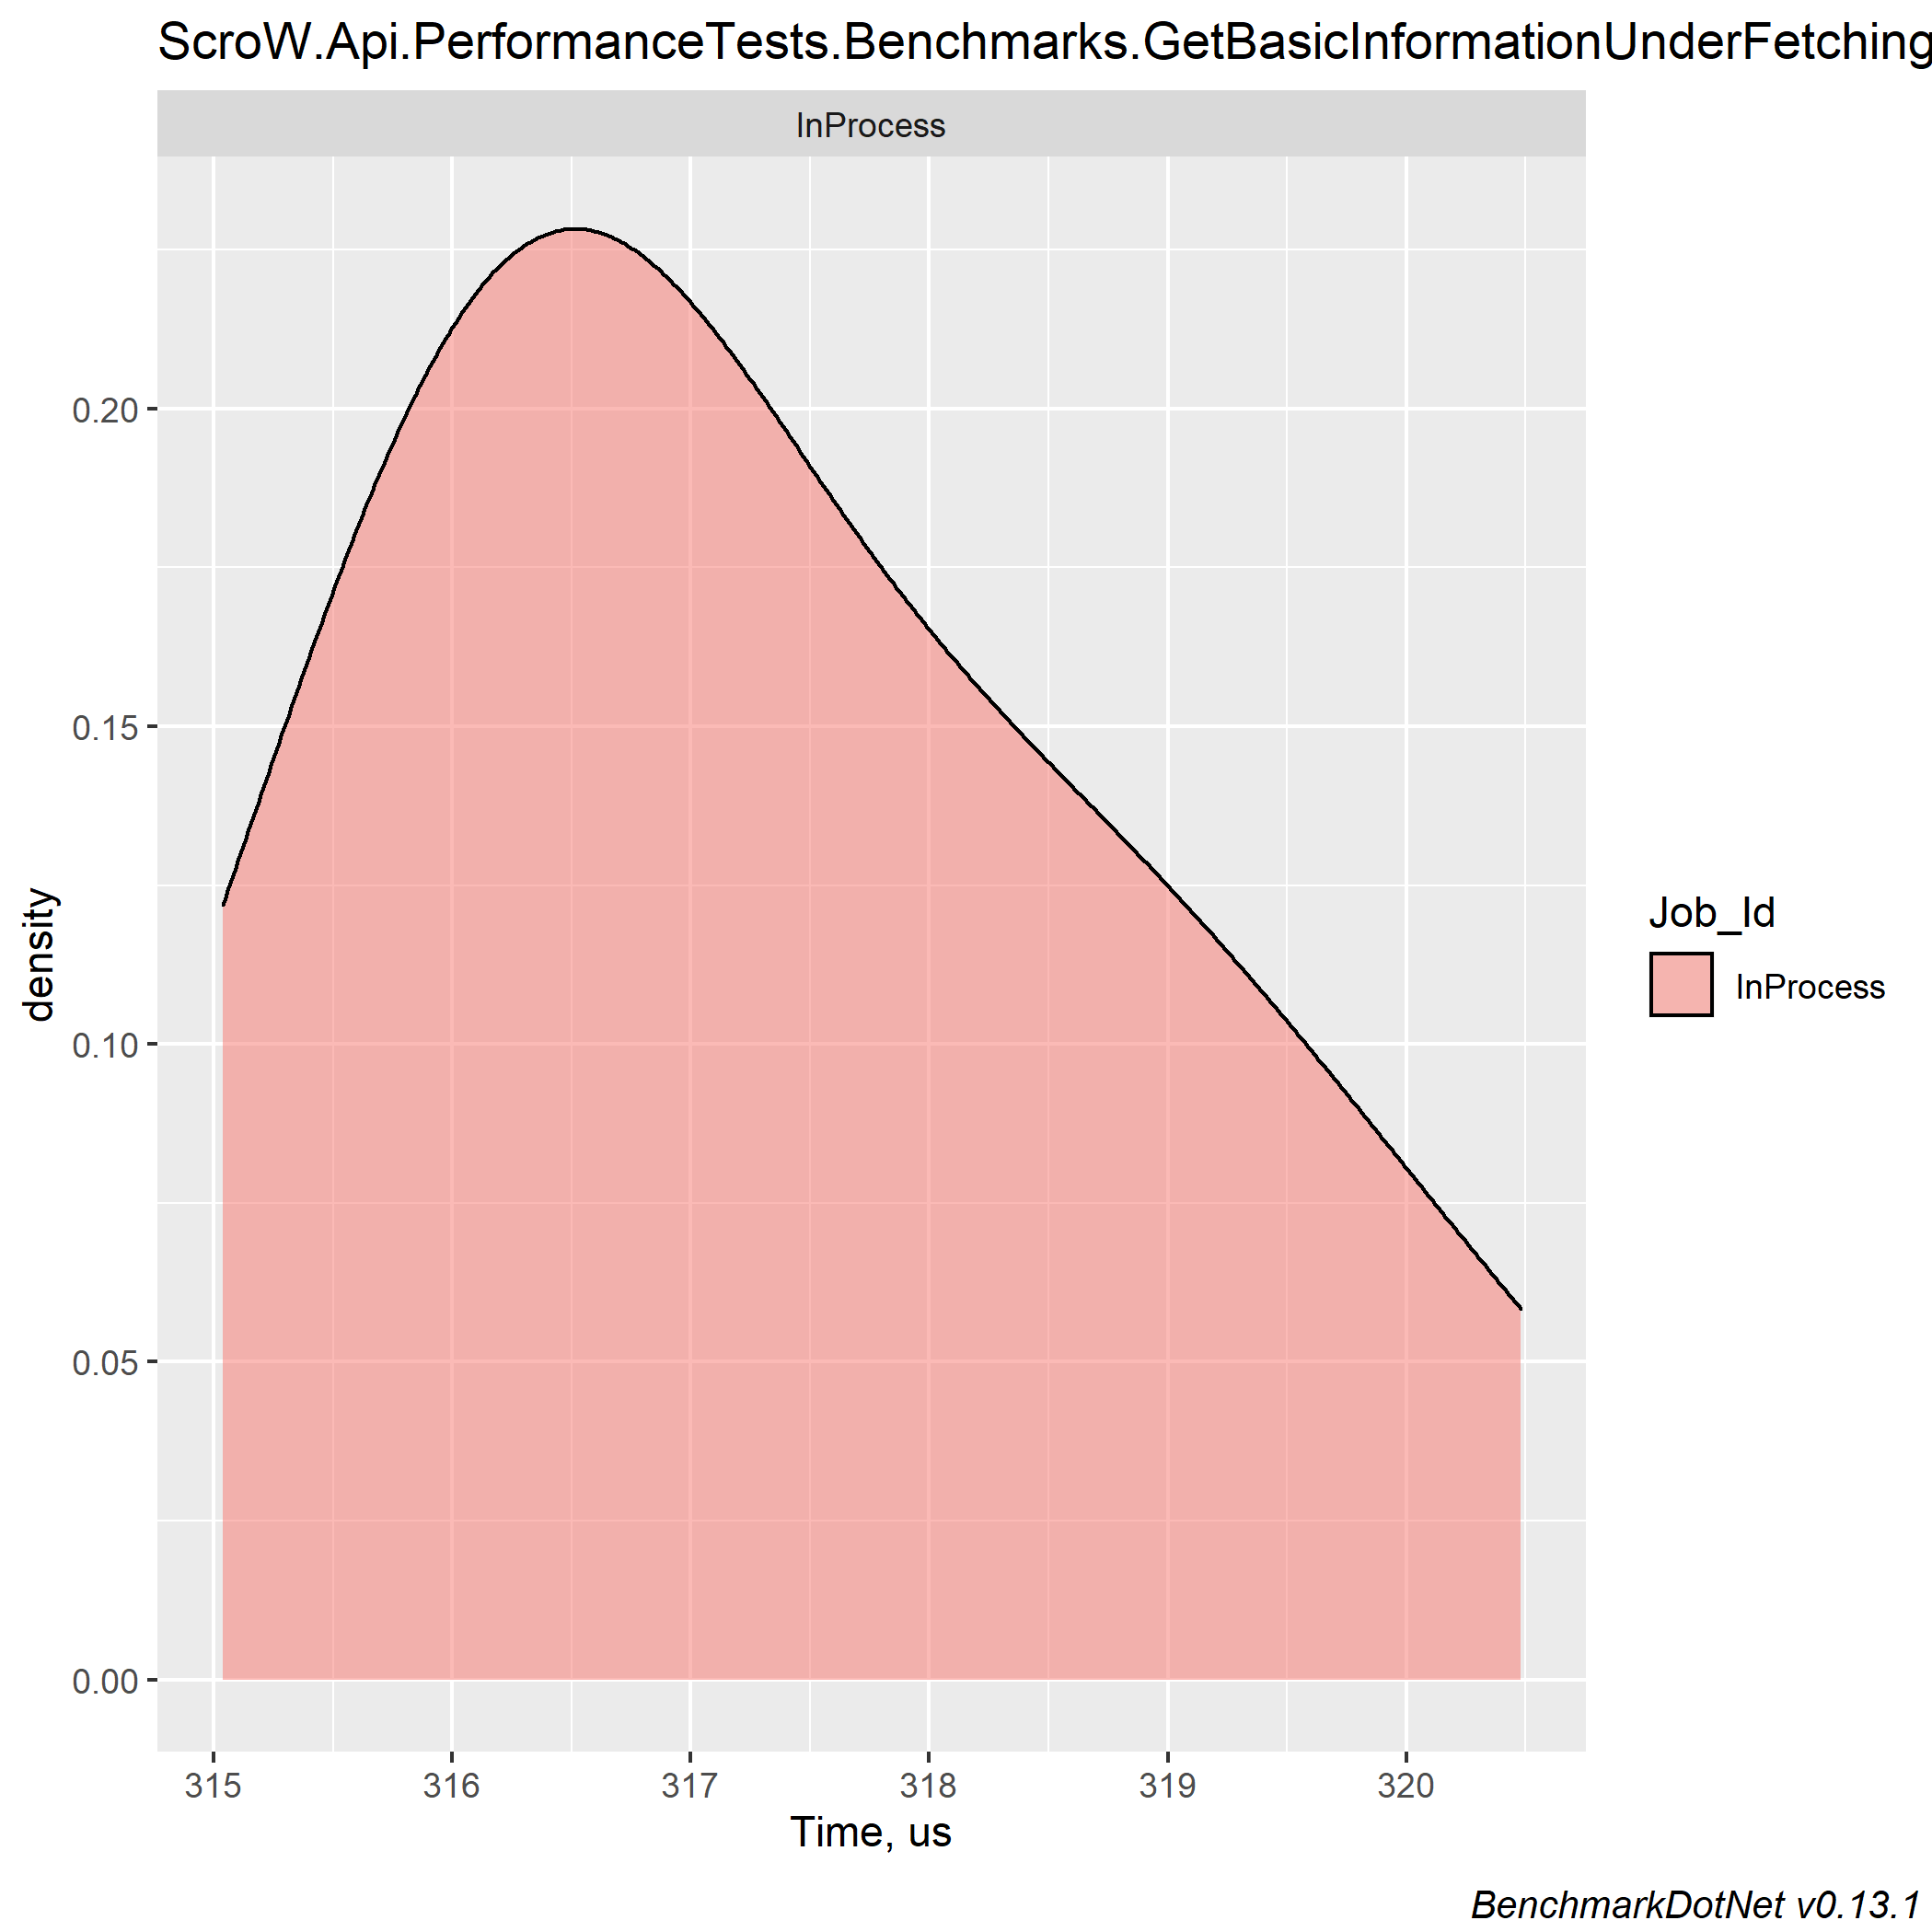 ScroW.Api.PerformanceTests.Benchmarks.GetBasicInformationUnderFetching
InProcess
0.20
0.15
0.10
0.05
0.00
density
315 316 317 318 319 320
Time, us
Job_Id
InProcess
BenchmarkDotNet v0.13.1